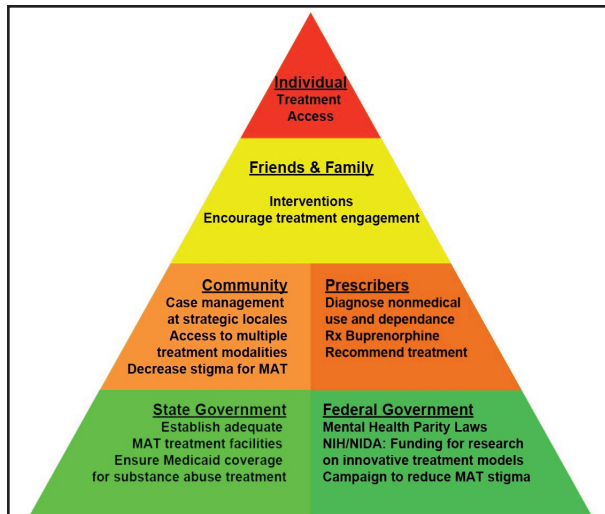 Individual
Treatment
Access
Friends & Family
Interventions
Encourage treatment engagement
Community
Case management
at strategic locales
Access to multiple
treatment modalities
Decrease stigma for MAT
Prescribers
Diagnose nonmedical
use and dependance
Rx Buprenorphine
Recommend treatment
State Government
Establish adequate
MAT treatment facilities
Ensure Medicaid coverage
for substance abuse treatment
Federal Government
Mental Health Parity Laws
NIH/NIDA: Funding for research
on innovative treatment models
Campaign to reduce MAT stigma